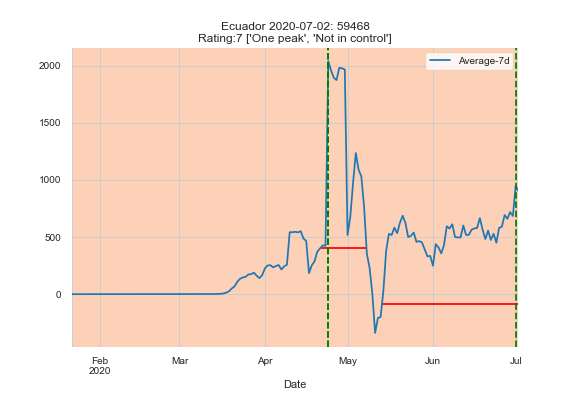 Ecuador 2020-07-02: 59468
Rating:7 ['One peak', 'Not in control']
Average-7d
2000
1500
1000
500
0
Feb
2020
Mar
Apr
May
Jun
Jul
Date